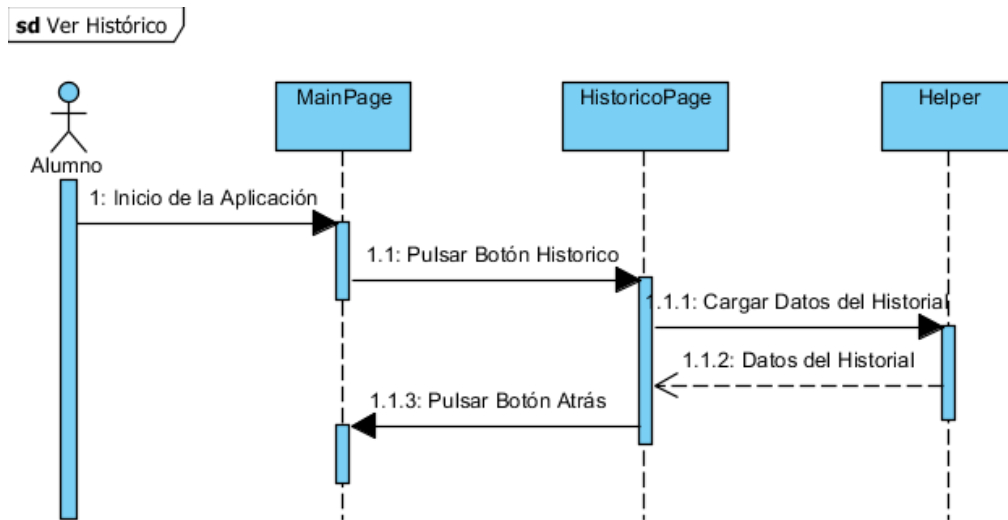 sd Ver Histórico
MainPage
HistoricoPage
Helper
Alumno
1: Inicio de la Aplicación
1.1: Pulsar Botón Historico
1.1.1: Cargar Datos del Historial
1.1.2: Datos del Historial
1.1.3: Pulsar Botón Atrás